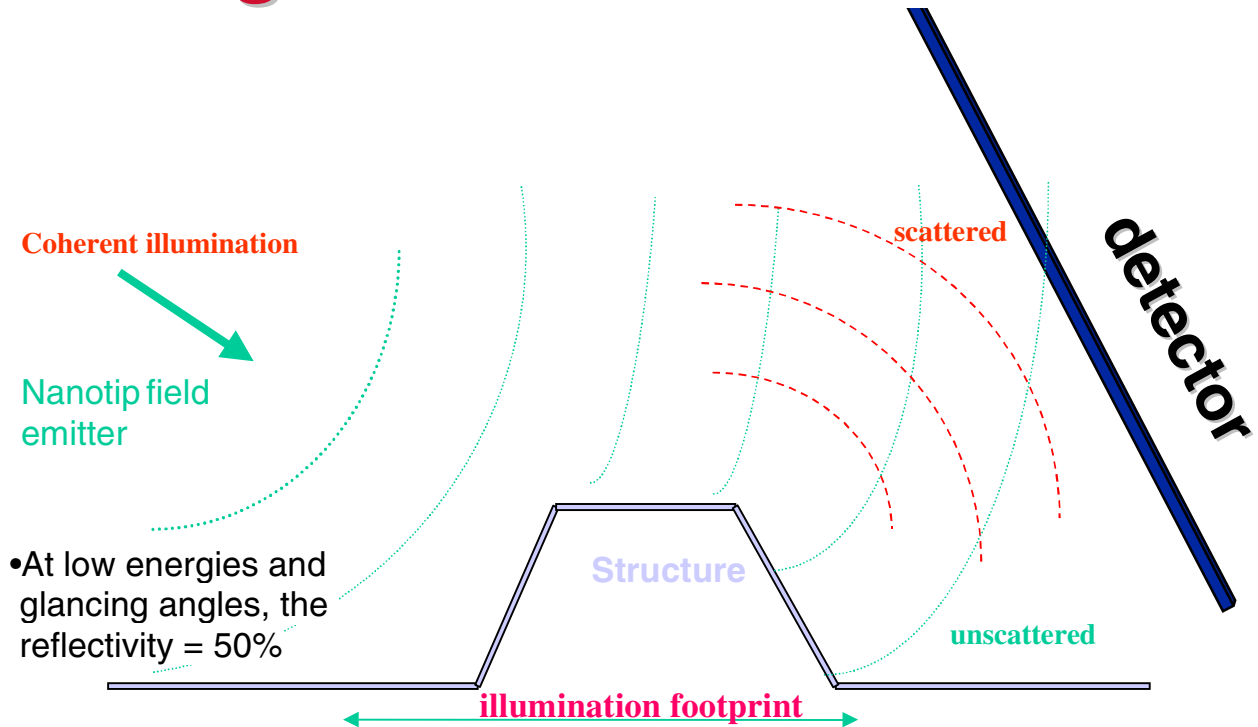 Coherent illumination
scattered
detector
Nanotip field
emitter
•At low energies and
glancing angles, the
reflectivity = 50%
Structure
unscattered
illumination footprint